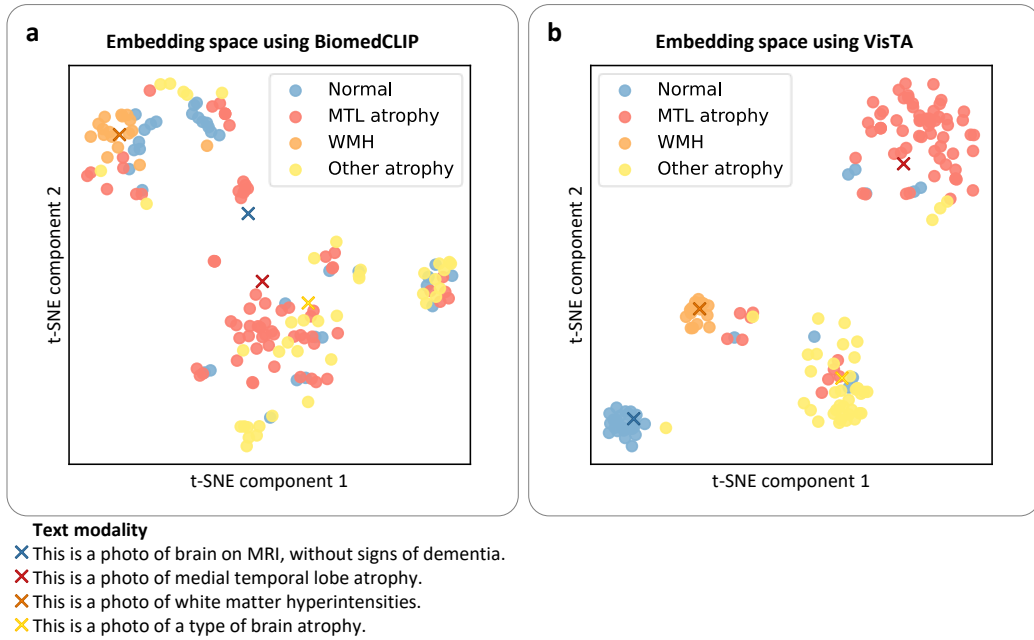 a
Embedding space using BiomedCLIP
Normal
MTL atrophy
WMH
Other atrophy
t-SNE component 2
t-SNE component 1
b
Embedding space using VisTA
Normal
MTL atrophy
WMH
Other atrophy
t-SNE component 2
t-SNE component 1
Text modality
This is a photo of brain on MRI, without signs of dementia.
This is a photo of medial temporal lobe atrophy.
This is a photo of white matter hyperintensities.
This is a photo of a type of brain atrophy.